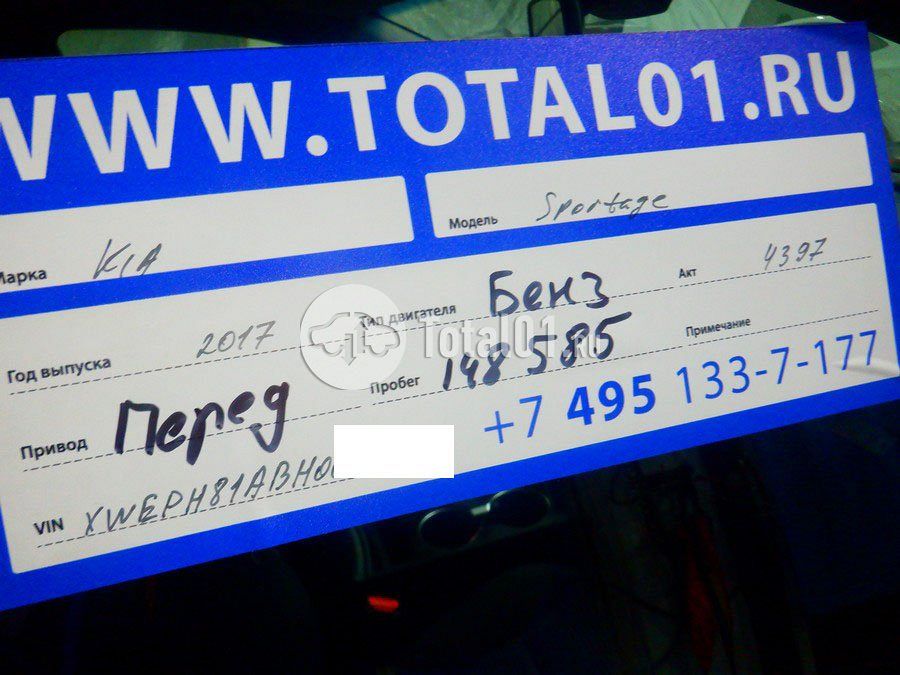 WWW.TOTAL01.RU
Марка KIA Модель Sportage
Год выпуска 2017 Тип двигателя Бенз Акт 4397
Привод Перед Пробег 148 585 Примечание
VIN XWEPH81ABH0
+7 495 133-7-177
Total01.ru